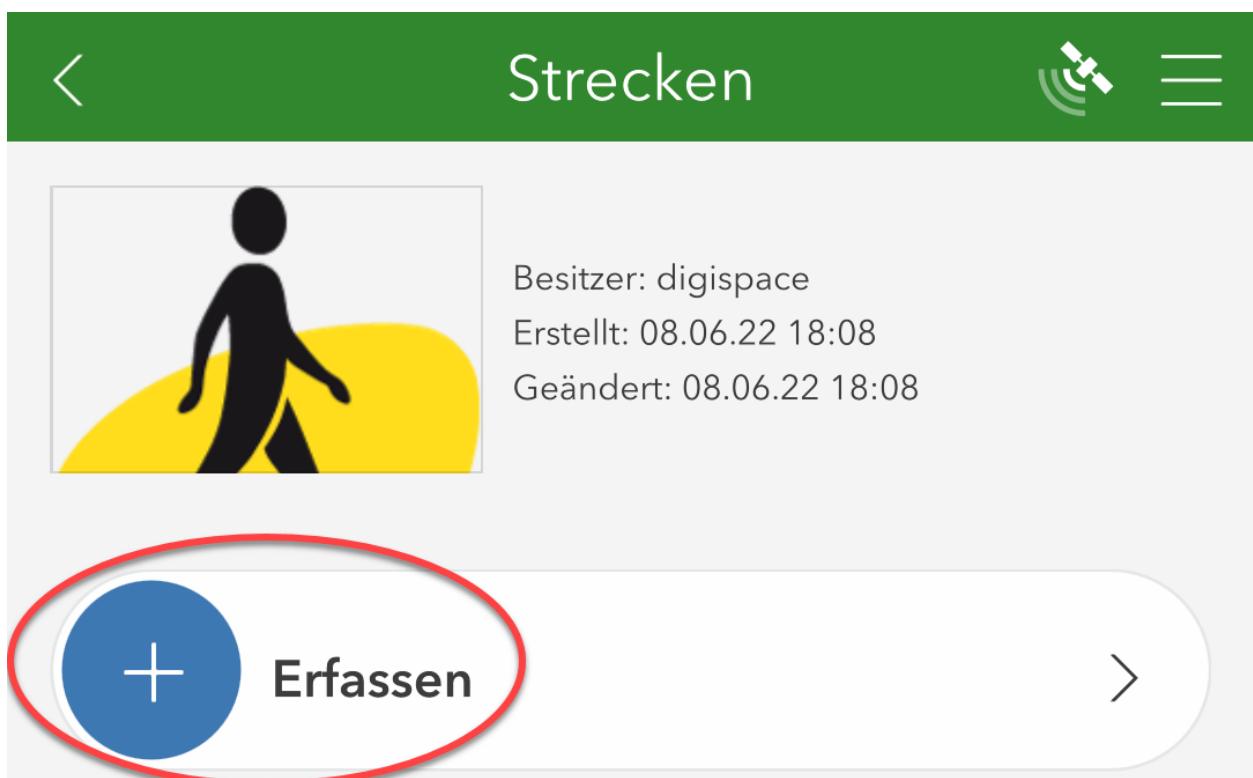 Strecken
Besitzer: digispace
Erstellt: 08.06.22 18:08
Geändert: 08.06.22 18:08
Erfassen